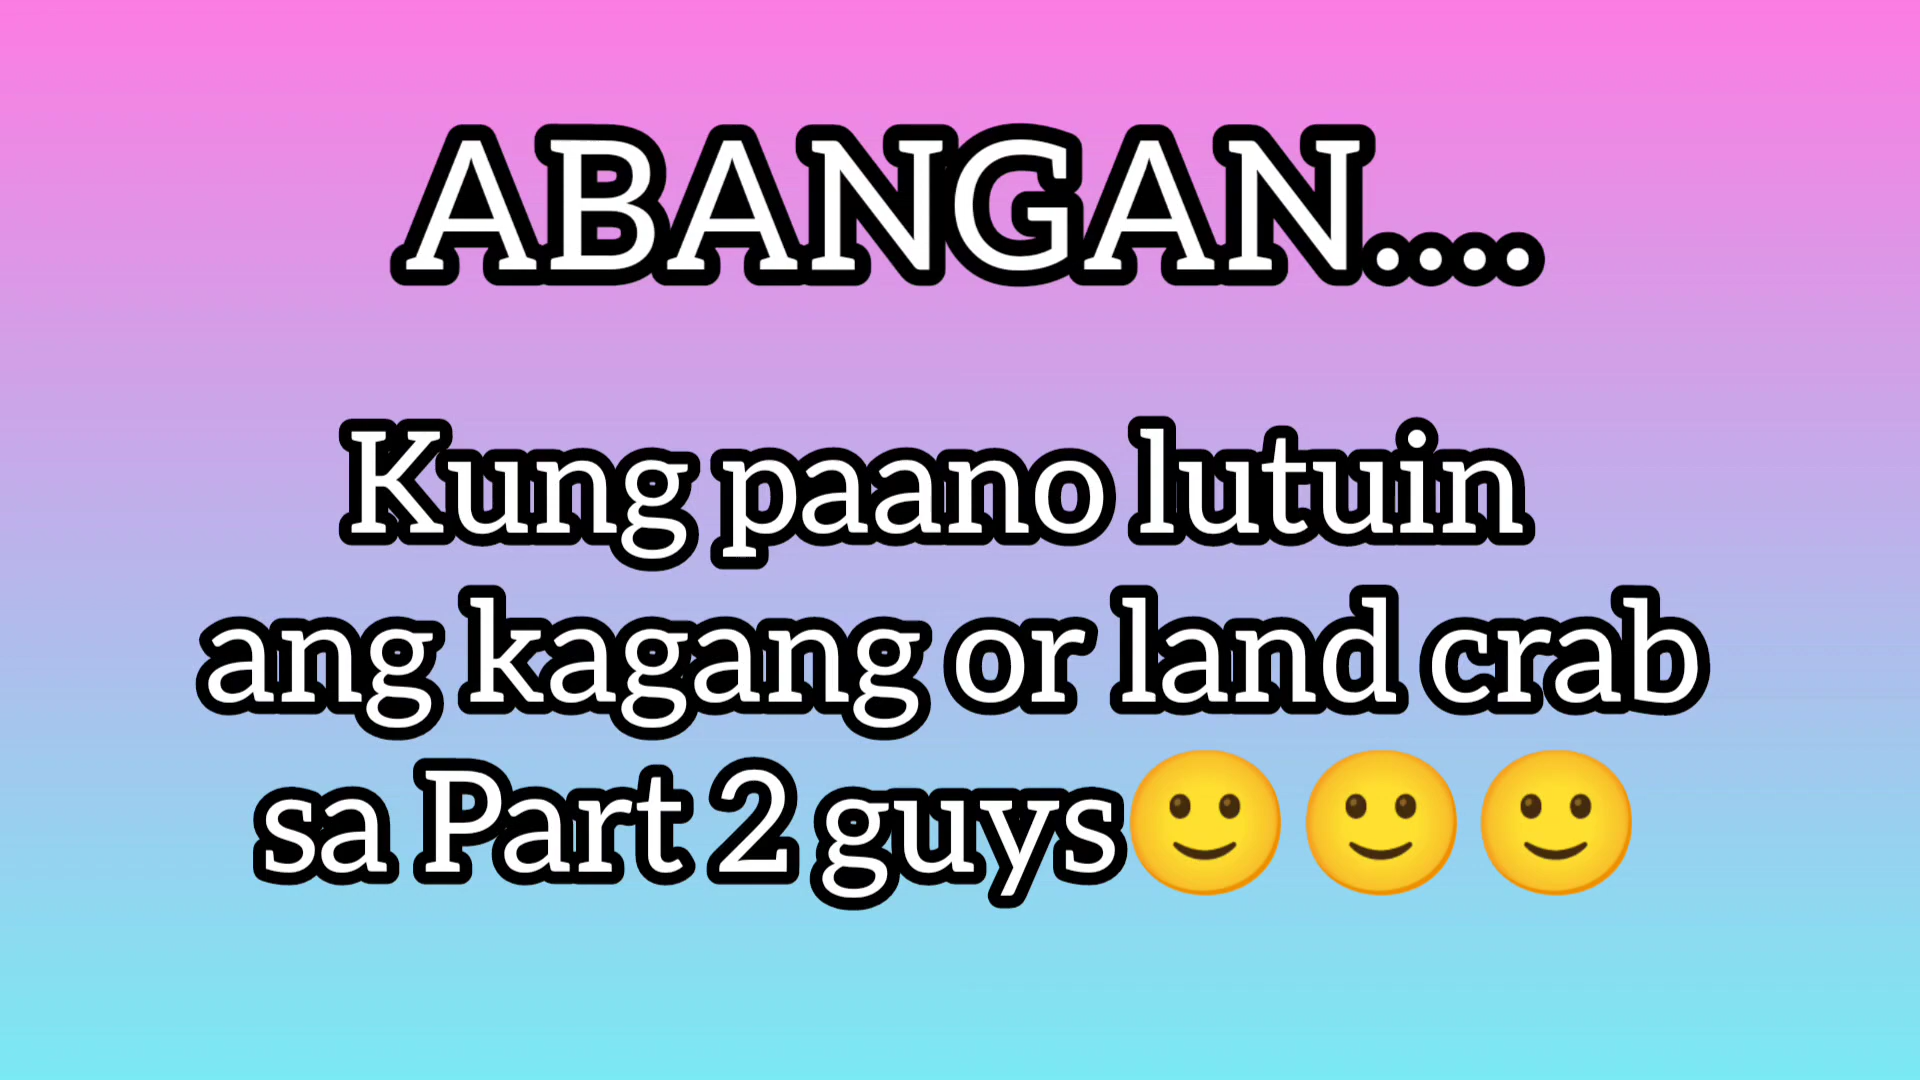 ABANGAN....
Kung paano lutuin
ang kagang or land crab
sa Part 2 guys🙂🙂🙂